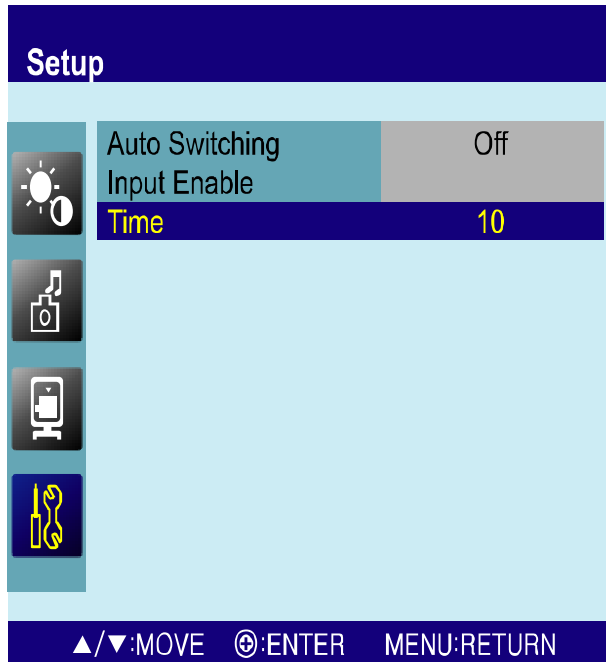 Setup
Auto Switching Off
Input Enable
Time 10
▲/▼:MOVE ⊕:ENTER MENU:RETURN